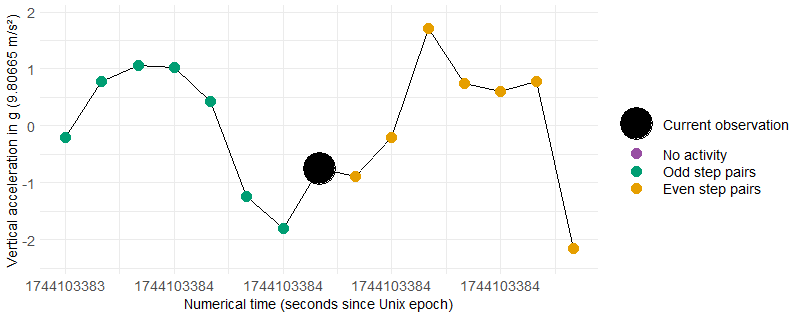 Vertical acceleration in g (9.80665 m/s²)
2
1
0
-1
-2
1744103383
1744103384
1744103384
1744103384
1744103384
Numerical time (seconds since Unix epoch)
Current observation
No activity
Odd step pairs
Even step pairs